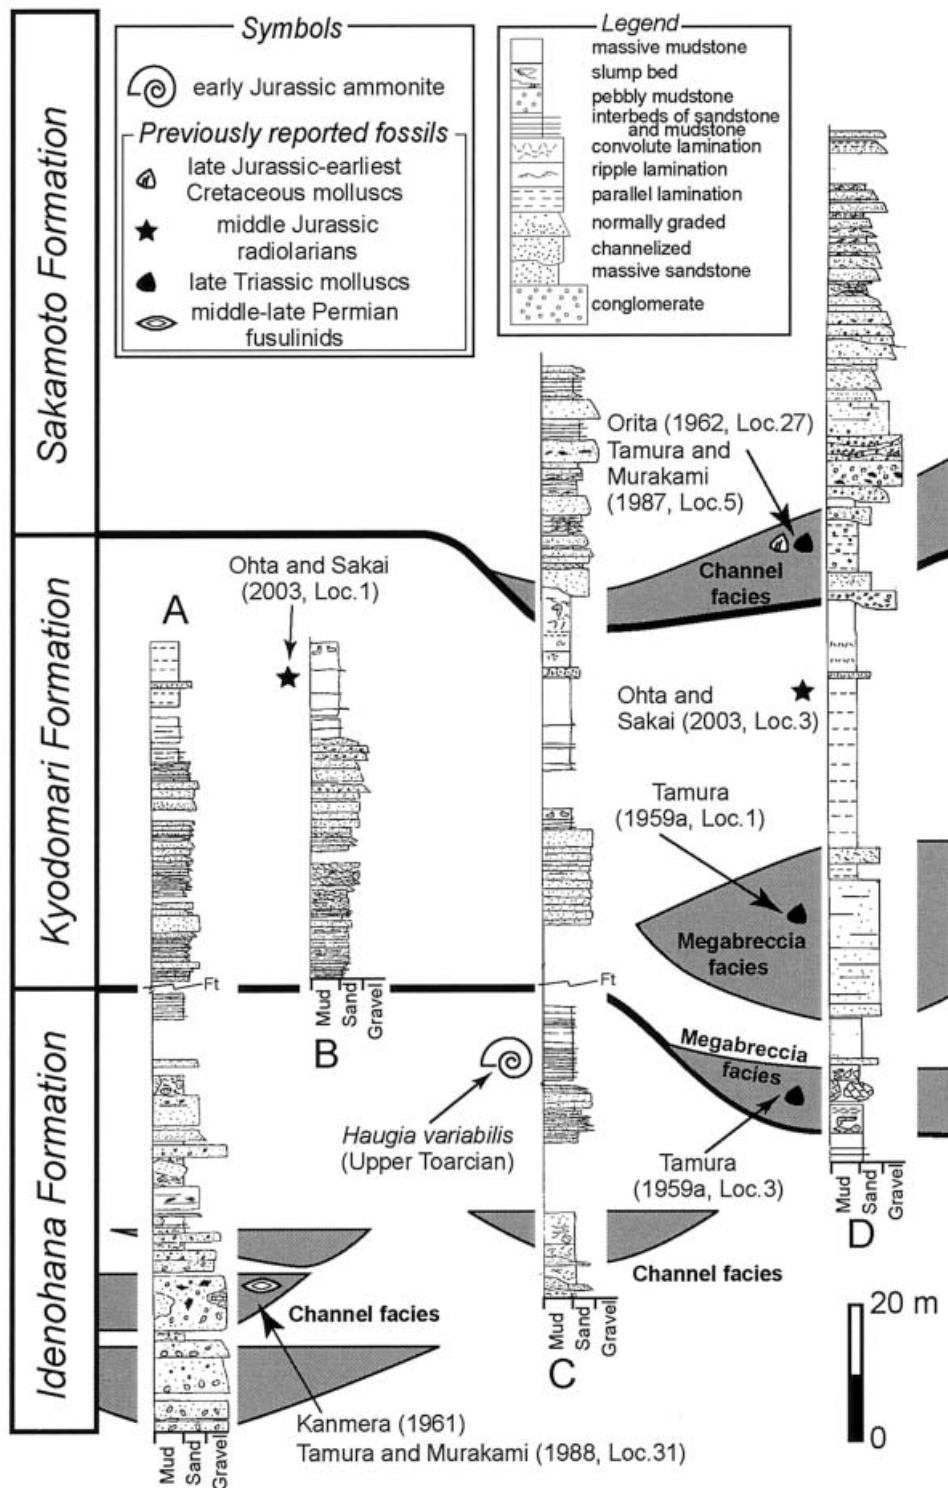 Symbols
early Jurassic ammonite
Previously reported fossils
late Jurassic-earliest
Cretaceous molluscs
middle Jurassic
radiolarians
late Triassic molluscs
middle-late Permian
fusulinids
Legend
massive mudstone
slump bed
pebbly mudstone
interbeds of sandstone
and mudstone
convolute lamination
ripple lamination
parallel lamination
normally graded
channelized
massive sandstone
conglomerate
Sakamoto Formation
Kyodomari Formation
Idenohana Formation
Orita (1962, Loc.27)
Tamura and
Murakami
(1987, Loc.5)
Channel
facies
Ohta and Sakai
(2003, Loc.1)
A
Ohta and
Sakai (2003, Loc.3)
Tamura
(1959a, Loc.1)
Megabreccia
facies
Ft
Mud
Sand
Gravel
B
Ft
Megabreccia
facies
Haugia variabilis
(Upper Toarcian)
Tamura
(1959a, Loc.3)
Mud
Sand
Gravel
D
Channel facies
Channel facies
Mud
Sand
Gravel
C
20 m
0
Kanmera (1961)
Tamura and Murakami (1988, Loc.31)
Mud
Sand
Gravel